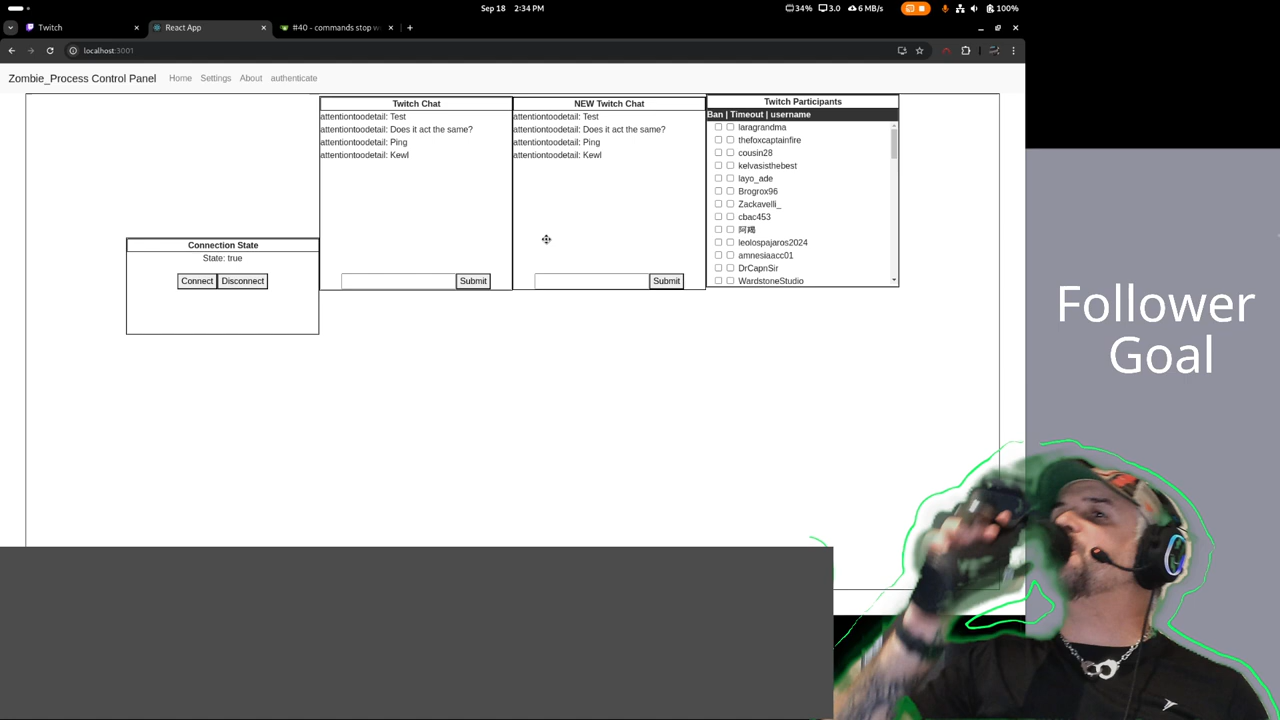 Sep 18 2:34 PM
34% 3.0 6 MB/s 100%
Twitch
React App
#40 - commands stop w
localhost:3001
Zombie_Process Control Panel Home Settings About authenticate
Connection State
State: true
Connect Disconnect
Twitch Chat
attentiontoodetail: Test
attentiontoodetail: Does it act the same?
attentiontoodetail: Ping
attentiontoodetail: Kewl
Submit
NEW Twitch Chat
attentiontoodetail: Test
attentiontoodetail: Does it act the same?
attentiontoodetail: Ping
attentiontoodetail: Kewl
Submit
Twitch Participants
Ban | Timeout | username
laragrandma
thefoxcaptainfire
cousin28
kelvasisthebest
layo_ade
Brogrox96
Zackavelli_
cbac453
leolospajaros2024
amnesiaacc01
DrCapnSir
WardstoneStudio
Follower
Goal